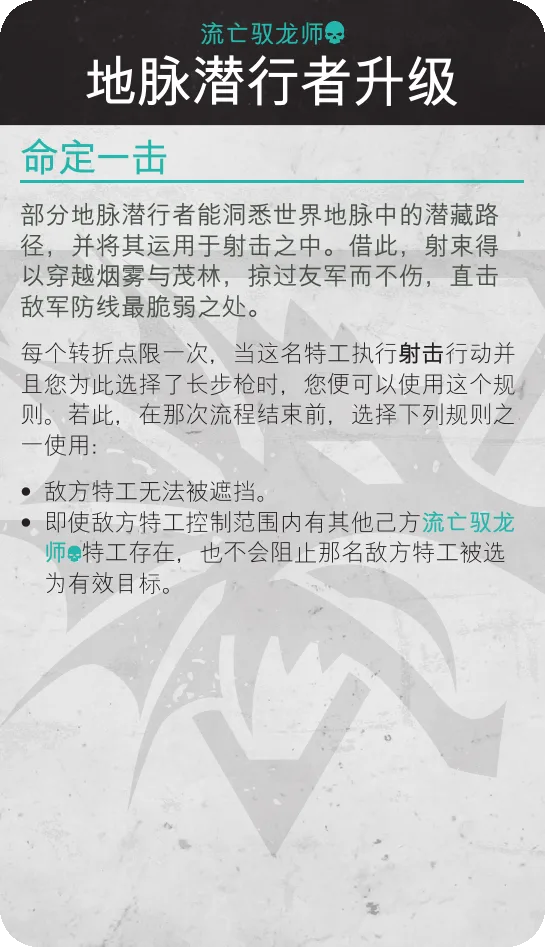 流亡驭龙师
地脉潜行者升级
命定一击
部分地脉潜行者能洞悉世界地脉中的潜藏路
径，并将其运用于射击之中。借此，射束得
以穿越烟雾与茂林，掠过友军而不伤，直击
敌军防线最脆弱之处。
每个转折点限一次，当这名特工执行射击行动并
且您为此选择了长步枪时，您便可以使用这个规
则。若此，在那次流程结束前，选择下列规则之
一使用：
• 敌方特工无法被遮挡。
• 即使敌方特工控制范围内有其他己方流亡驭龙
师特工存在，也不会阻止那名敌方特工被选
为有效目标。